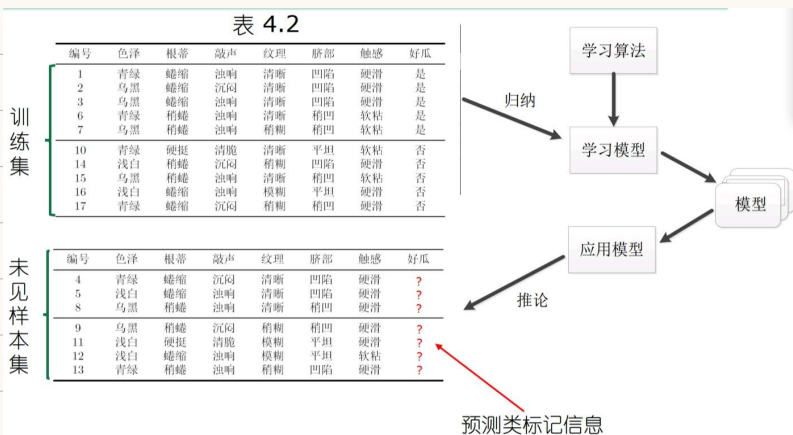 表 4.2
编号 色泽 根蒂 敲声 纹理 脐部 触感 好瓜
1 青绿 蜷缩 浊响 清晰 凹陷 硬滑 是
2 乌黑 蜷缩 沉闷 清晰 凹陷 硬滑 是
3 乌黑 蜷缩 浊响 清晰 凹陷 硬滑 是
6 青绿 稍蜷 浊响 清晰 稍凹 软粘 是
7 乌黑 稍蜷 浊响 稍糊 稍凹 软粘 是
10 青绿 硬挺 清脆 清晰 平坦 软粘 否
14 浅白 稍蜷 沉闷 稍糊 凹陷 硬滑 否
15 乌黑 稍蜷 浊响 清晰 稍凹 软粘 否
16 浅白 蜷缩 浊响 模糊 平坦 硬滑 否
17 青绿 蜷缩 沉闷 稍糊 稍凹 硬滑 否
训练集
编号 色泽 根蒂 敲声 纹理 脐部 触感 好瓜
4 青绿 蜷缩 沉闷 清晰 凹陷 硬滑 ?
5 浅白 蜷缩 浊响 清晰 凹陷 硬滑 ?
8 乌黑 稍蜷 浊响 清晰 稍凹 硬滑 ?
9 乌黑 稍蜷 沉闷 稍糊 稍凹 硬滑 ?
11 浅白 硬挺 清脆 模糊 平坦 硬滑 ?
12 浅白 蜷缩 浊响 模糊 平坦 软粘 ?
13 青绿 稍蜷 浊响 稍糊 凹陷 硬滑 ?
未见样本集
学习算法
归纳
学习模型
模型
应用模型
推论
预测类标记信息